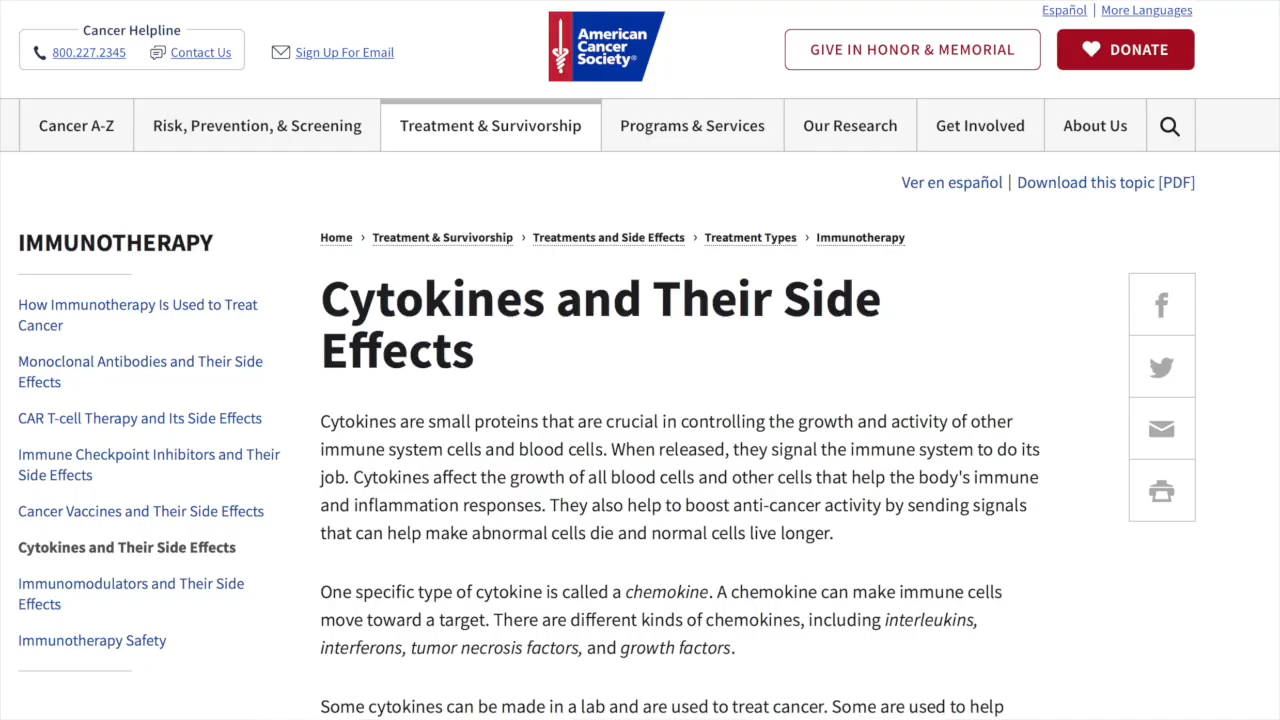 Español | More Languages
Cancer Helpline
800.227.2345 Contact Us Sign Up For Email
American
Cancer
Society®
GIVE IN HONOR & MEMORIAL DONATE
Cancer A-Z Risk, Prevention, & Screening Treatment & Survivorship Programs & Services Our Research Get Involved About Us
Ver en español | Download this topic [PDF]
IMMUNOTHERAPY
How Immunotherapy Is Used to Treat
Cancer
Monoclonal Antibodies and Their Side
Effects
CAR T-cell Therapy and Its Side Effects
Immune Checkpoint Inhibitors and Their
Side Effects
Cancer Vaccines and Their Side Effects
Cytokines and Their Side Effects
Immunomodulators and Their Side
Effects
Immunotherapy Safety
Home › Treatment & Survivorship › Treatments and Side Effects › Treatment Types › Immunotherapy
Cytokines and Their Side
Effects
Cytokines are small proteins that are crucial in controlling the growth and activity of other
immune system cells and blood cells. When released, they signal the immune system to do its
job. Cytokines affect the growth of all blood cells and other cells that help the body's immune
and inflammation responses. They also help to boost anti-cancer activity by sending signals
that can help make abnormal cells die and normal cells live longer.
One specific type of cytokine is called a chemokine. A chemokine can make immune cells
move toward a target. There are different kinds of chemokines, including interleukins,
interferons, tumor necrosis factors, and growth factors.
Some cytokines can be made in a lab and are used to treat cancer. Some are used to help